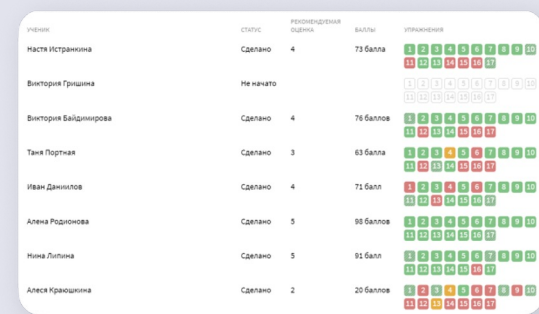 УЧЕНИК СТАТУС РЕКОМЕНДУЕМАЯ ОЦЕНКА БАЛЛЫ УПРАЖНЕНИЯ
Настя Истранкина Сделано 4 73 балла 1 2 3 4 5 6 7 8 9 10
11 12 13 14 15 16 17
Виктория Гришина Не начато 1 2 3 4 5 6 7 8 9 10
11 12 13 14 15 16 17
Виктория Байдимирова Сделано 4 76 баллов 1 2 3 4 5 6 7 8 9 10
11 12 13 14 15 16 17
Таня Портная Сделано 3 63 балла 1 2 3 4 5 6 7 8 9 10
11 12 13 14 15 16 17
Иван Даниилов Сделано 4 71 балл 1 2 3 4 5 6 7 8 9 10
11 12 13 14 15 16 17
Алена Родионова Сделано 5 98 баллов 1 2 3 4 5 6 7 8 9 10
11 12 13 14 15 16 17
Нина Липина Сделано 5 91 балл 1 2 3 4 5 6 7 8 9 10
11 12 13 14 15 16 17
Алеся Краюшкина Сделано 2 20 баллов 1 2 3 4 5 6 7 8 9 10
11 12 13 14 15 16 17